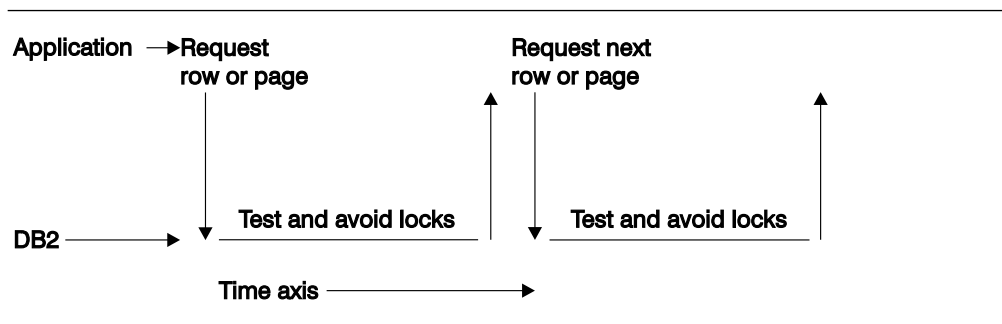 Application
Request
row or page
Request next
row or page
Test and avoid locks
Test and avoid locks
DB2
Time axis